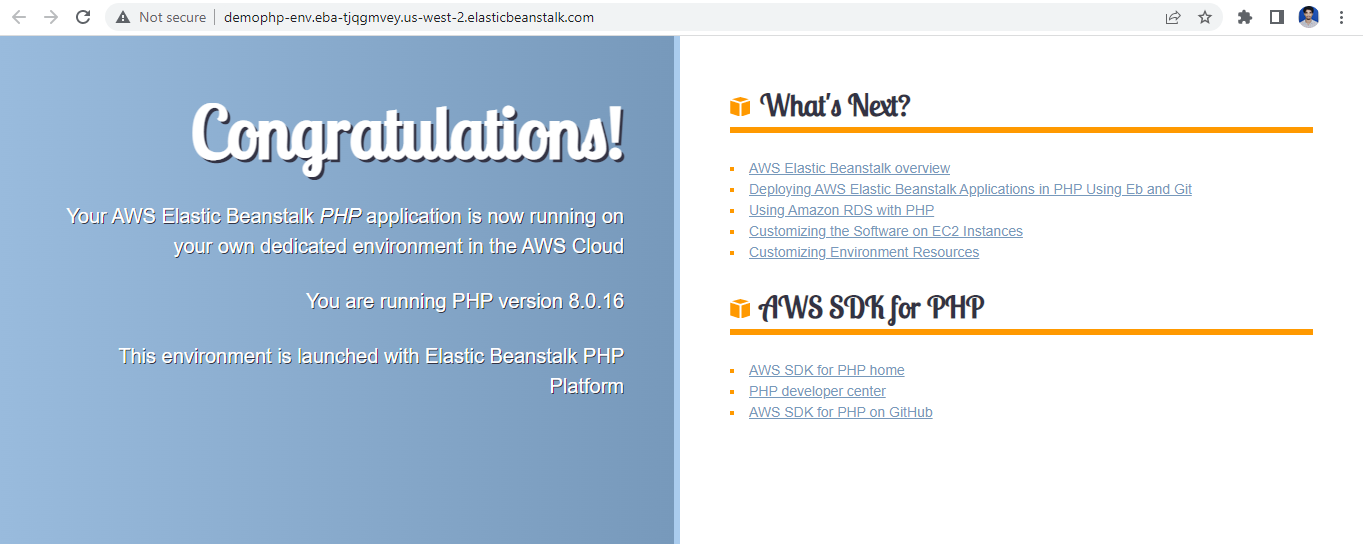 Not secure
demophp-env.eba-tjqgmvey.us-west-2.elasticbeanstalk.com
Congratulations!
Your AWS Elastic Beanstalk PHP application is now running on
your own dedicated environment in the AWS Cloud
You are running PHP version 8.0.16
This environment is launched with Elastic Beanstalk PHP
Platform
What's Next?
AWS Elastic Beanstalk overview
Deploying AWS Elastic Beanstalk Applications in PHP Using Eb and Git
Using Amazon RDS with PHP
Customizing the Software on EC2 Instances
Customizing Environment Resources
AWS SDK for PHP
AWS SDK for PHP home
PHP developer center
AWS SDK for PHP on GitHub